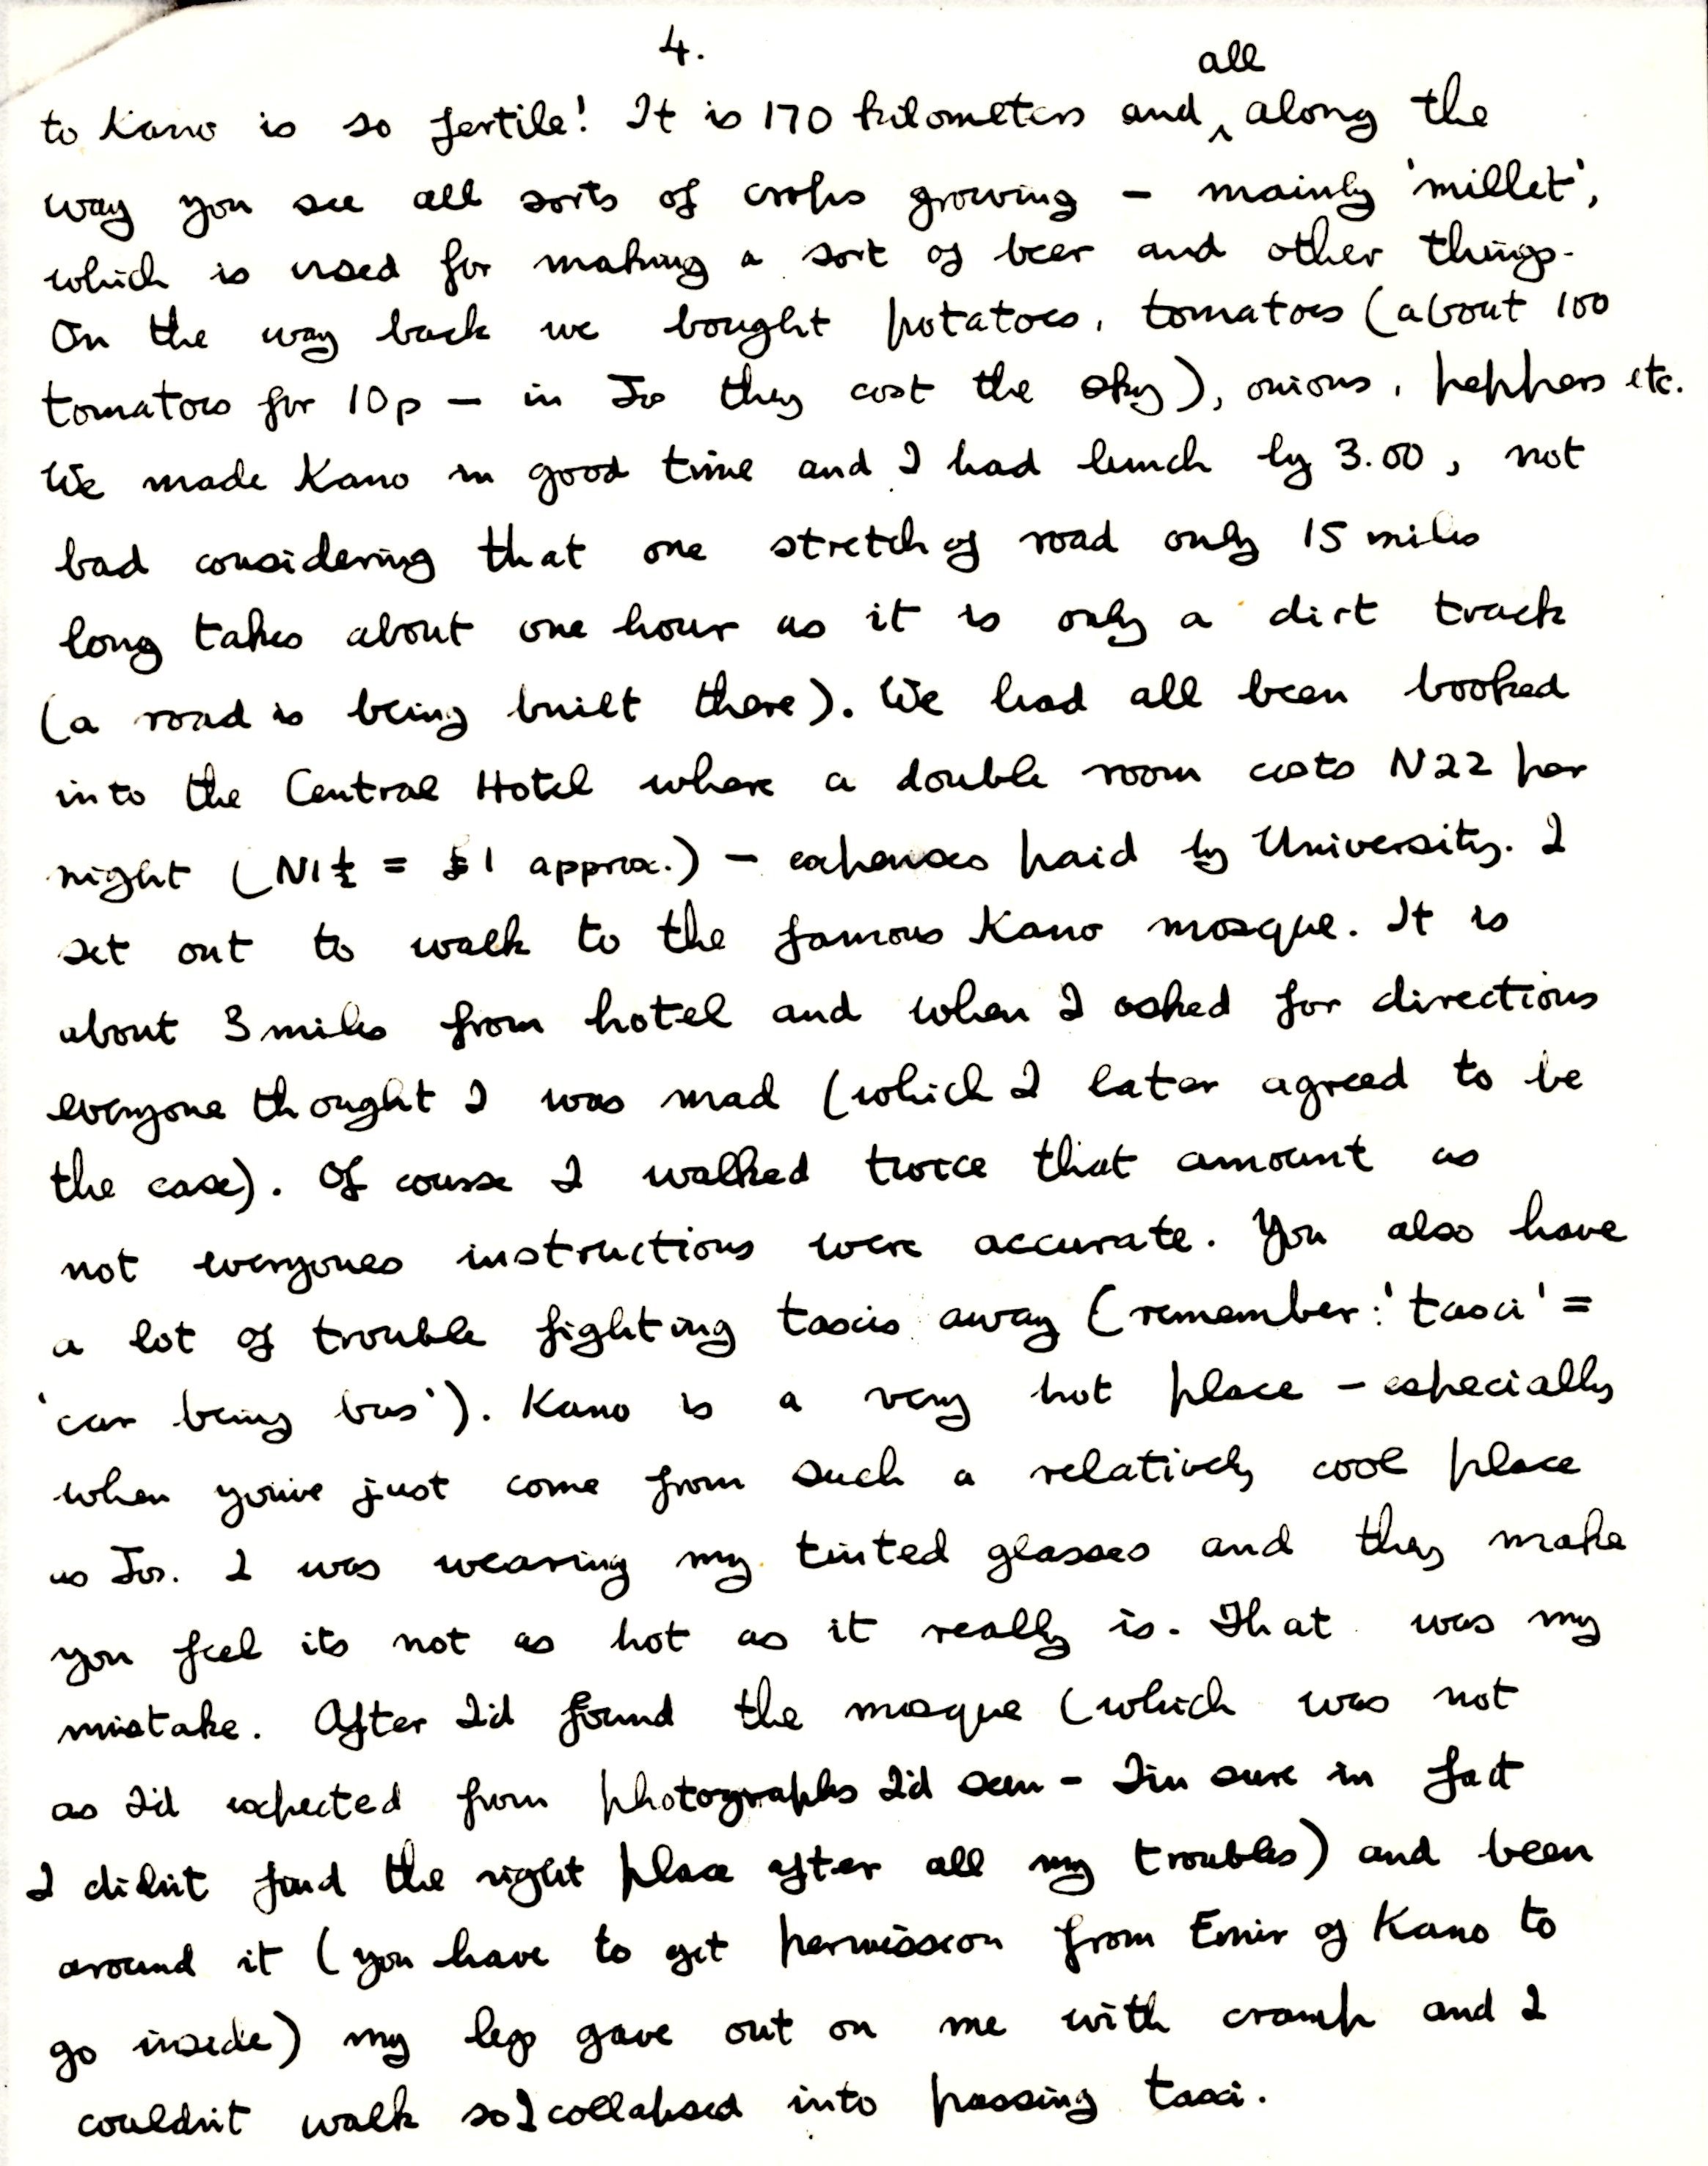 4.
all
to Kano is so fertile! It is 170 kilometers and ^ along the
way you see all sorts of crops growing - mainly 'millet',
which is used for making a sort of beer and other things.
On the way back we bought potatoes, tomatoes (about 100
tomatoes for 10p - in Jos they cost the sky), onions, peppers etc.
We made Kano in good time and I had lunch by 3.00, not
bad considering that one stretch of road only 15 miles
long takes about one hour as it is only a dirt track
(a road is being built there). We had all been booked
into the Central Hotel where a double room costs N22 per
night (N1½ = £1 approx.) - expenses paid by University. I
set out to walk to the famous Kano mosque. It is
about 3 miles from hotel and when I asked for directions
everyone thought I was mad (which I later agreed to be
the case). Of course I walked twice that amount as
not everyones instructions were accurate. You also have
a lot of trouble fighting taxis away (remember: 'taxi' =
'car being bus'). Kano is a very hot place - especially
when you've just come from such a relatively cool place
as Jos. I was wearing my tinted glasses and they make
you feel its not as hot as it really is. That was my
mistake. After I'd found the mosque (which was not
as I'd expected from photographs I'd seen - I'm sure in fact
I didn't find the right place after all my troubles) and been
around it (you have to get permission from Emir of Kano to
go inside) my legs gave out on me with cramp and I
couldn't walk so I collapsed into passing taxi.